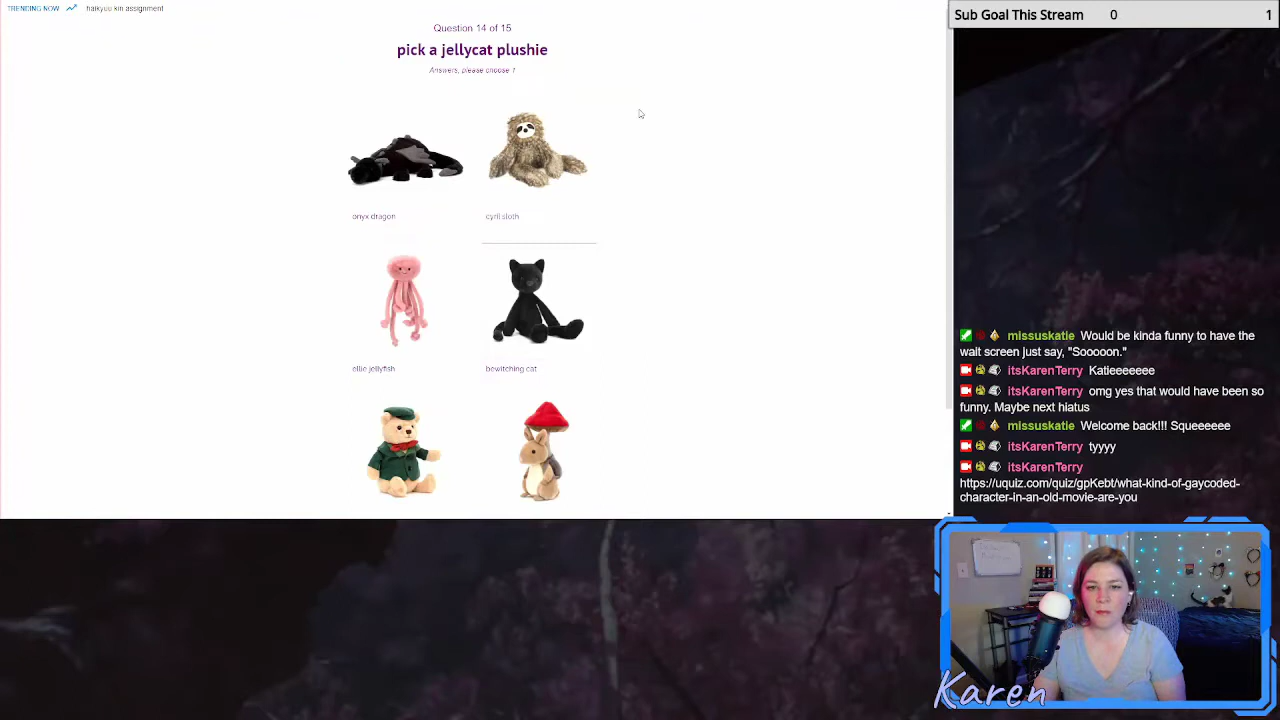 TRENDING NOW haikyuu kin assignment
Question 14 of 15
pick a jellycat plushie
Answers, please choose 1
onyx dragon
cyril sloth
ellie jellyfish
bewitching cat
Sub Goal This Stream 0 1
missuskatie Would be kinda funny to have the
wait screen just say, "Sooooon."
itsKarenTerry Katieeeeeee
itsKarenTerry omg yes that would have been so
funny. Maybe next hiatus
missuskatie Welcome back!!! Squeeeeee
itsKarenTerry tyyyy
itsKarenTerry
https://uquiz.com/quiz/gpKebt/what-kind-of-gaycoded-
character-in-an-old-movie-are-you
Karen